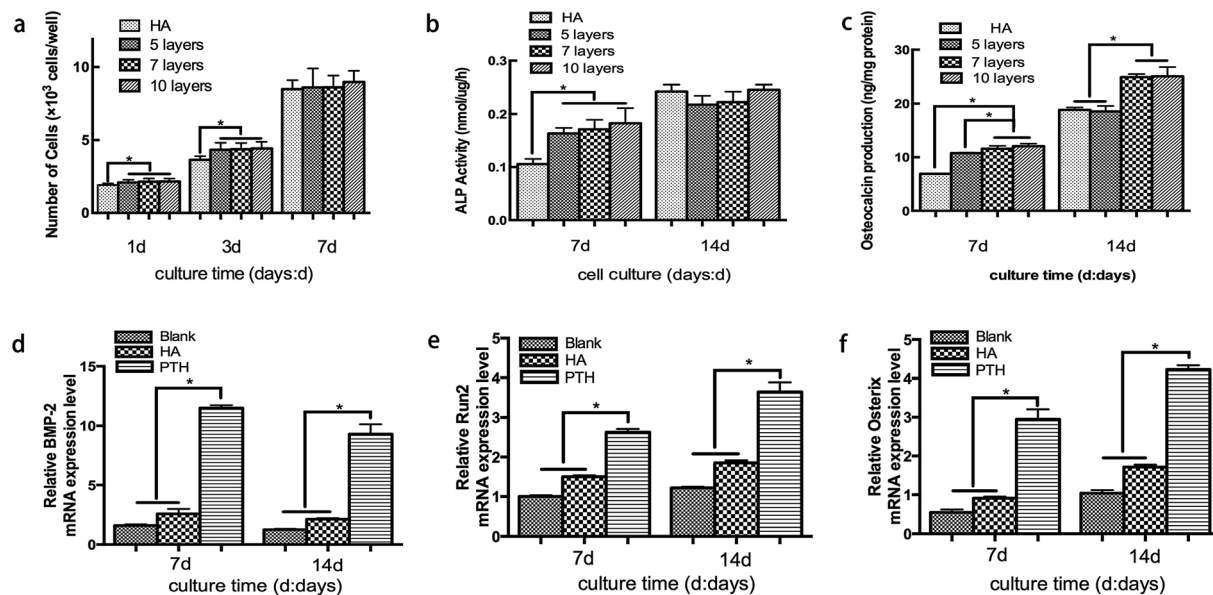 a
HA
5 layers
7 layers
10 layers
Number of Cells (×10³ cells/well)
10
5
0
*
*
1d
3d
7d
culture time (days:d)
b
HA
5 layers
7 layers
10 layers
ALP Activity (nmol/ug/h)
0.3
0.2
0.1
0.0
*
7d
14d
cell culture (days:d)
c
HA
5 layers
7 layers
10 layers
Osteocalcin production (ng/mg protein)
30
20
10
0
*
*
*
7d
14d
culture time (d:days)
d
Blank
HA
PTH
Relative BMP-2
mRNA expression level
15
10
5
0
*
*
7d
14d
culture time (d:days)
e
Blank
HA
PTH
Relative Run2
mRNA expression level
5
4
3
2
1
0
*
*
7d
14d
culture time (d:days)
f
Blank
HA
PTH
Relative Osterix
mRNA expression level
5
4
3
2
1
0
*
*
7d
14d
culture time (d:days)